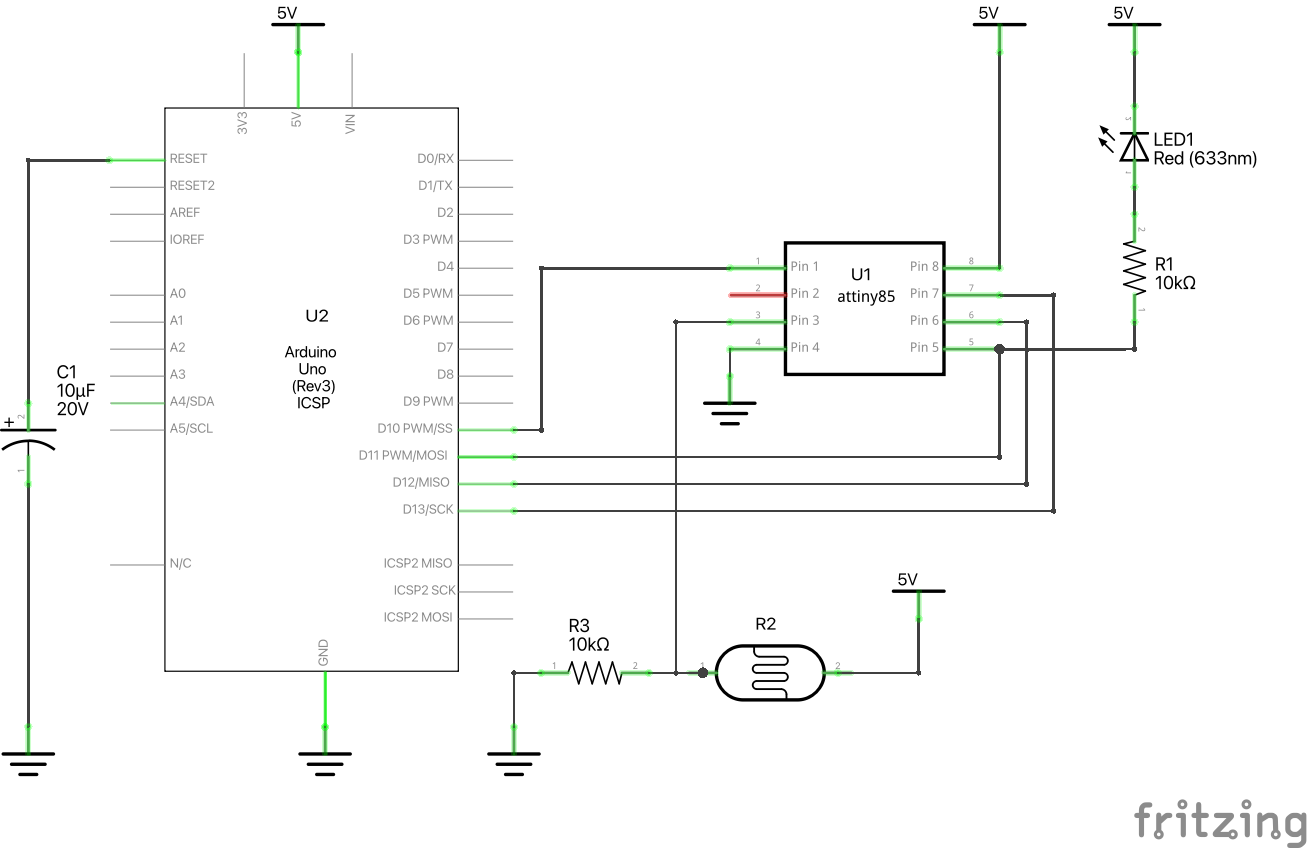 5V
5V
5V
3V3
5V
VIN
RESET
RESET2
AREF
IOREF
A0
A1
A2
A3
A4/SDA
A5/SCL
N/C
D0/RX
D1/TX
D2
D3 PWM
D4
D5 PWM
D6 PWM
D7
D8
D9 PWM
D10 PWM/SS
D11 PWM/MOSI
D12/MISO
D13/SCK
ICSP2 MISO
ICSP2 SCK
ICSP2 MOSI
GND
U2
Arduino
Uno
(Rev3)
ICSP
C1
10µF
20V
+
2
1
U1
attiny85
1
Pin 1
2
Pin 2
3
Pin 3
4
Pin 4
Pin 8
8
Pin 7
7
Pin 6
6
Pin 5
5
LED1
Red (633nm)
1
2
R1
10kΩ
1
5V
R3
10kΩ
1
2
R2
1
2
fritzing